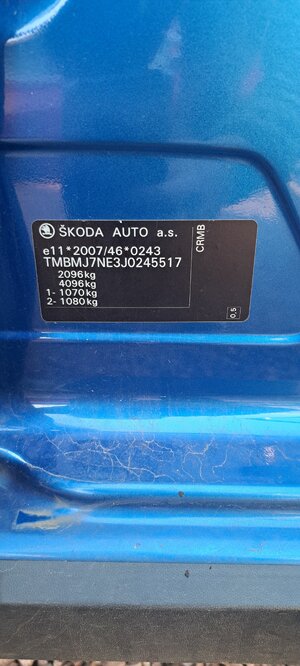 ŠKODA AUTO a.s.
e11*2007/46*0243
TMBMJ7NE3J0245517
2096kg
4096kg
1- 1070kg
2- 1080kg
CRMB
0.5